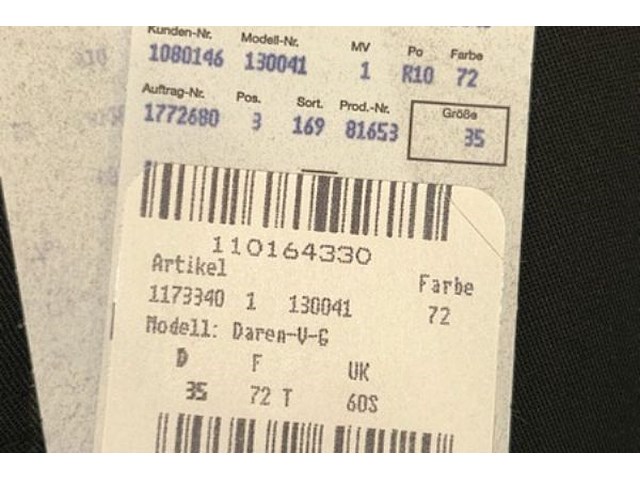 Kunden-Nr. Modell-Nr. MV Po Farbe
1080146 130041 1 R10 72
Auftrag-Nr. Pos. Sort. Prod.-Nr. Größe
1772680 3 169 81653 35
110164330
Artikel Farbe
1173340 1 130041 72
Modell: Daren-V-G
D F UK
35 72 T 60S